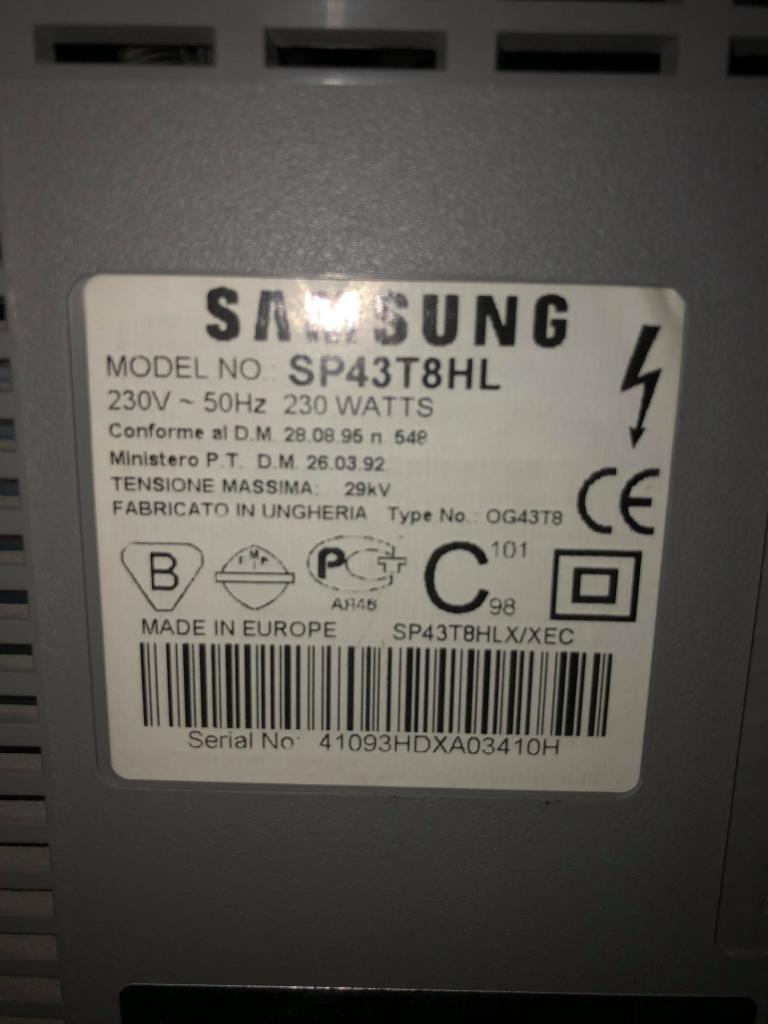 SAMSUNG
MODEL NO.: SP43T8HL
230V ~ 50Hz 230 WATTS
Conforme al D.M. 28.08.95 n. 548
Ministero P.T. D.M. 26.03.92.
TENSIONE MASSIMA: 29kV
FABRICATO IN UNGHERIA Type No.: OG43T8
CE
B
РСТ
АЯ46
C 101
98
MADE IN EUROPE SP43T8HLX/XEC
Serial No: 41093HDXA03410H